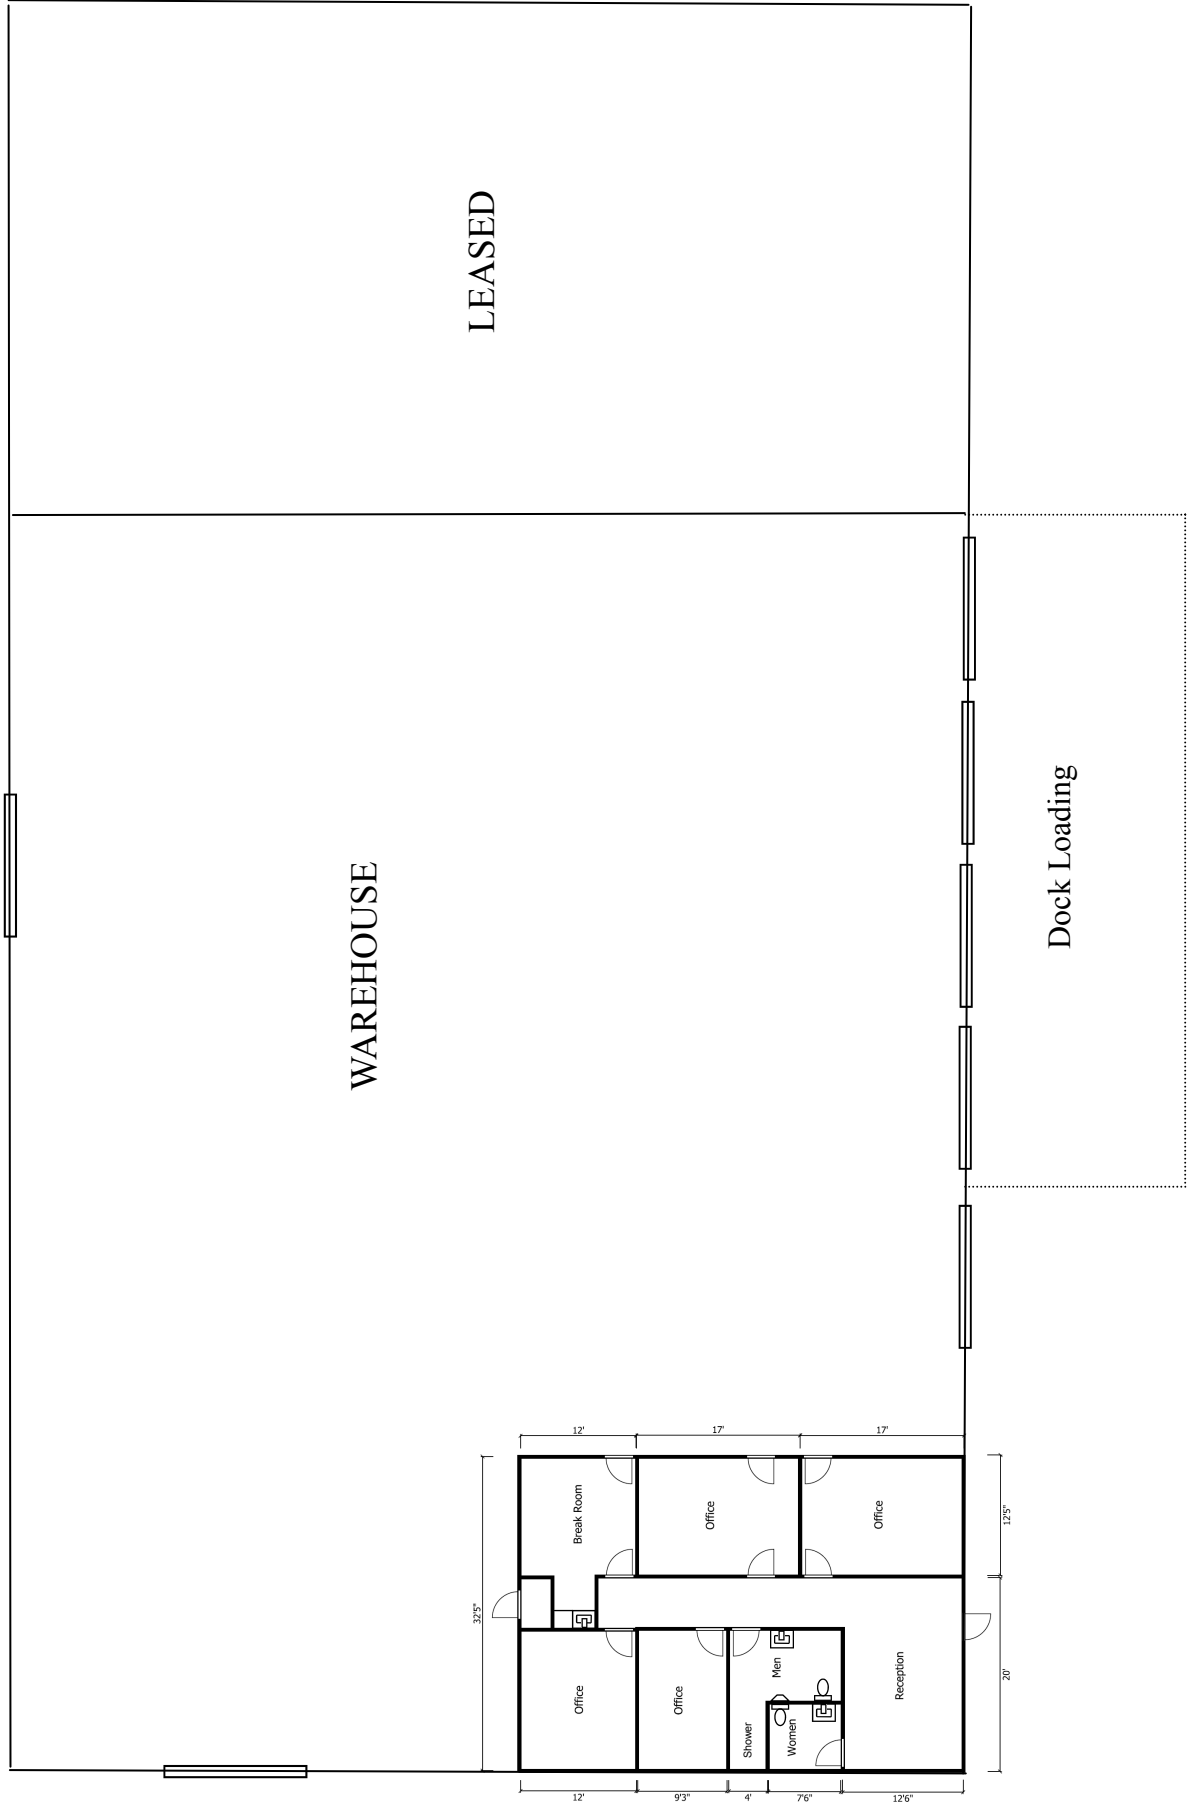 LEASED
WAREHOUSE
Dock Loading
12'
17'
17'
32'5"
12'5"
20'
Break Room
Office
Office
Office
Office
Men
Shower
Women
Reception
12'
9'3"
4'
7'6"
12'6"